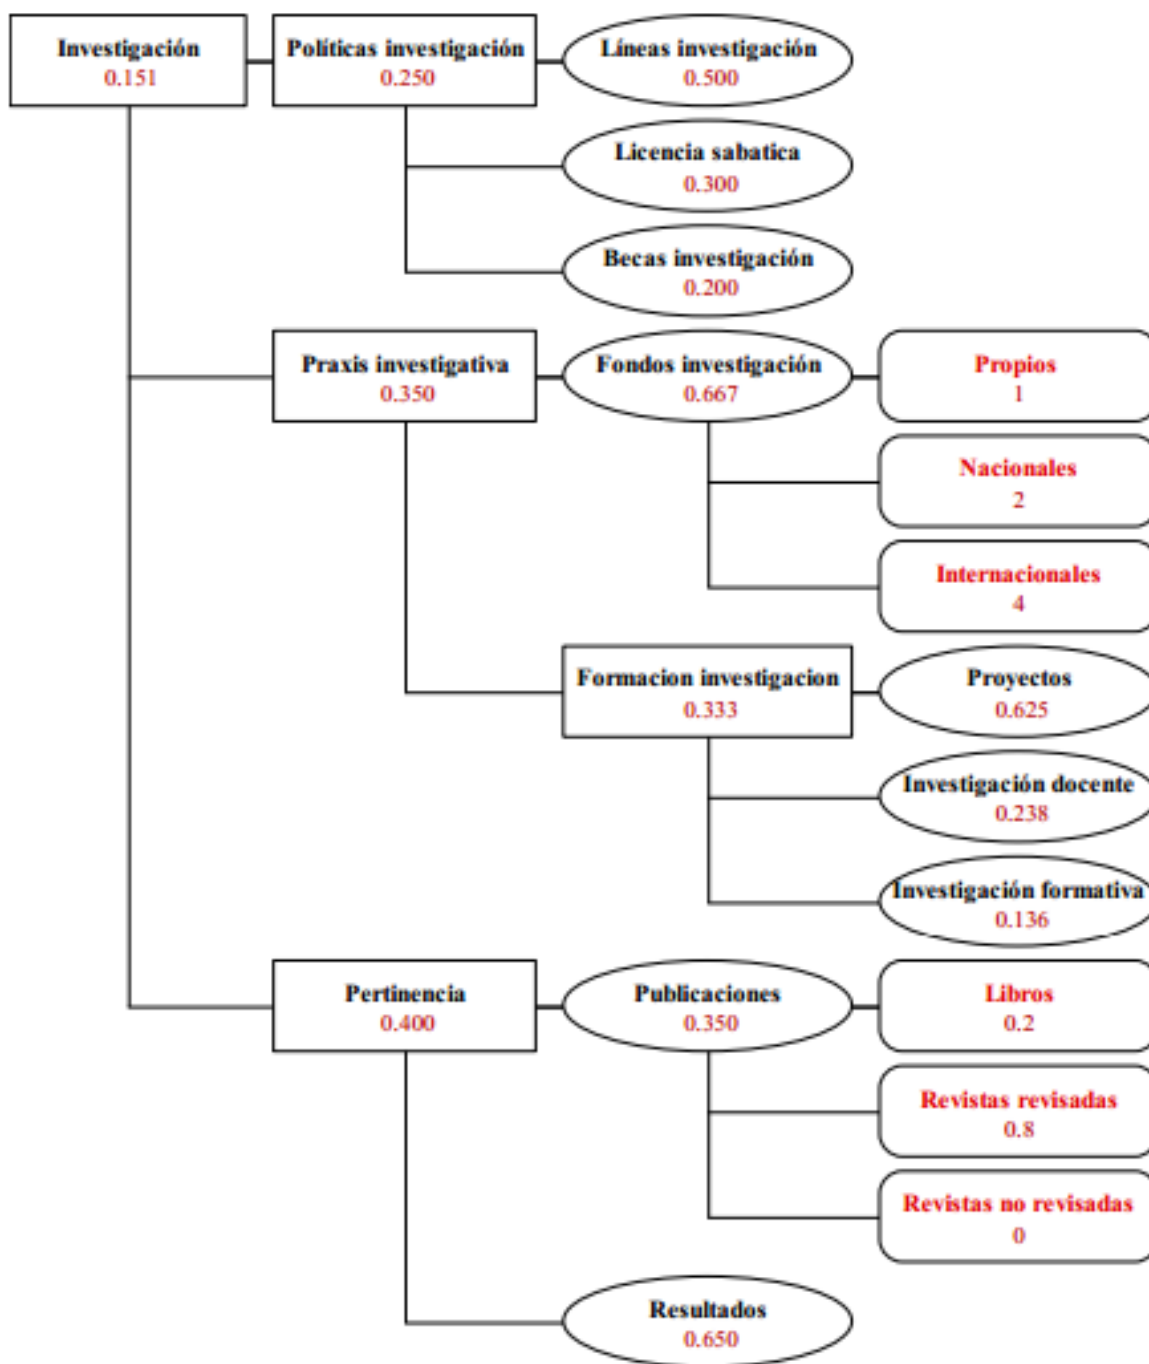 Investigación
0.151
Políticas investigación
0.250
Líneas investigación
0.500
Licencia sabatica
0.300
Becas investigación
0.200
Praxis investigativa
0.350
Fondos investigación
0.667
Propios
1
Nacionales
2
Internacionales
4
Formacion investigacion
0.333
Proyectos
0.625
Investigación docente
0.238
Investigación formativa
0.136
Pertinencia
0.400
Publicaciones
0.350
Libros
0.2
Revistas revisadas
0.8
Revistas no revisadas
0
Resultados
0.650